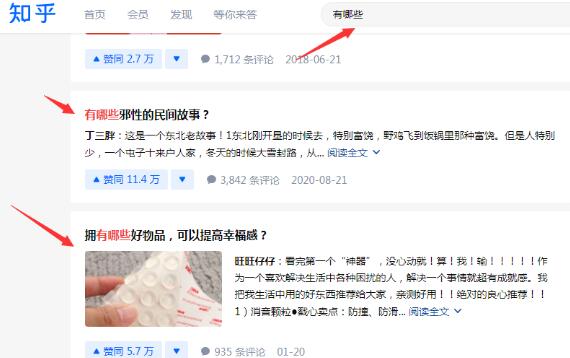 知乎 首页 会员 发现 等你来答 有哪些
赞同 2.7 万 1,712 条评论 2018-06-21
有哪些邪性的民间故事？
丁三胖：这是一个东北老故事！1东北刚开垦的时候去，特别富饶，野鸡飞到饭锅里那种富饶。但是人特别
少，一个屯子十来户人家，冬天的时候大雪封路，从... 阅读全文
赞同 11.4 万 3,842 条评论 2020-08-21
拥有哪些好物品，可以提高幸福感？
旺旺仔仔：看完第一个“神器”，没心动就！算！我！输！！！！！作
为一个喜欢解决生活中各种困扰的人，解决一个事情就超有成就感。我
把我生活中用的好东西推荐给大家，亲测好用！！绝对的良心推荐！！
1）消音颗粒●戳心卖点：防撞、防滑... 阅读全文
赞同 5.7 万 935 条评论 01-20